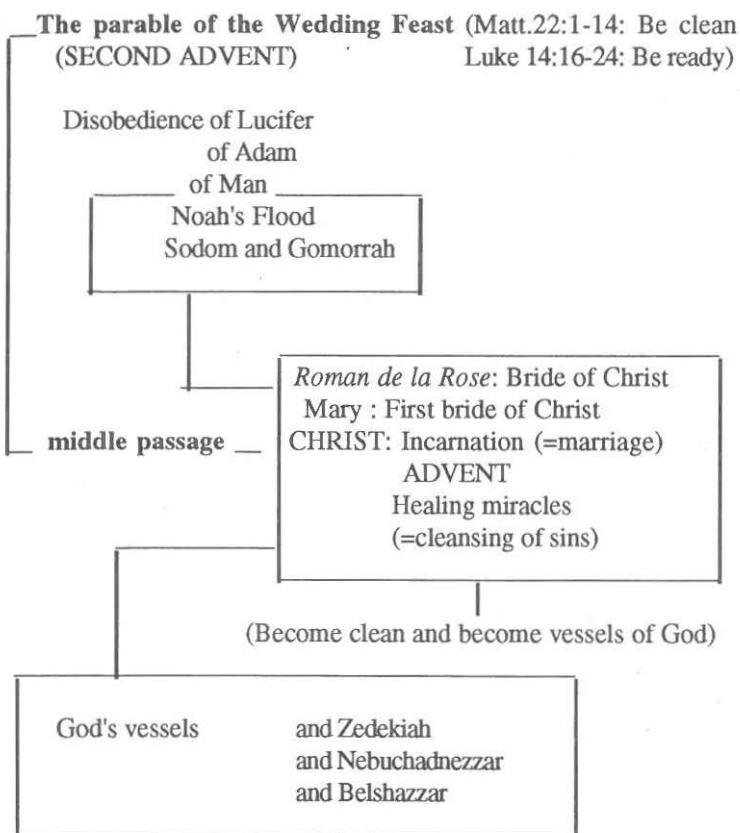 The parable of the Wedding Feast (Matt.22:1-14: Be clean
(SECOND ADVENT) Luke 14:16-24: Be ready)
Disobedience of Lucifer
of Adam
of Man
Noah's Flood
Sodom and Gomorrah
Roman de la Rose: Bride of Christ
Mary : First bride of Christ
middle passage
CHRIST: Incarnation (=marriage)
ADVENT
Healing miracles
(=cleansing of sins)
(Become clean and become vessels of God)
God's vessels and Zedekiah
and Nebuchadnezzar
and Belshazzar